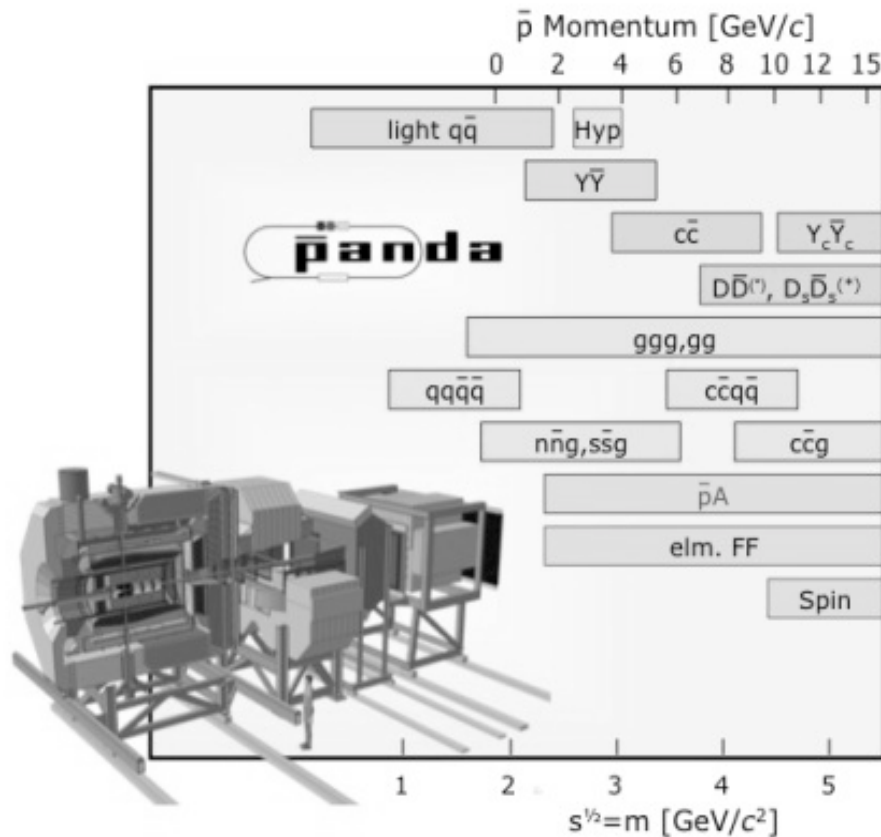 p̄ Momentum [GeV/c]
0 2 4 6 8 10 12 15
light qq̄ Hyp
YȲ
cc̄ Y_cȲ_c
DD̄⁽*⁾, D_sD̄_s⁽*⁾
p̄anda
ggg,gg
qqq̄q̄ cc̄qq̄
nn̄g,ss̄g cc̄g
p̄A
elm. FF
Spin
1 2 3 4 5
s^½=m [GeV/c²]